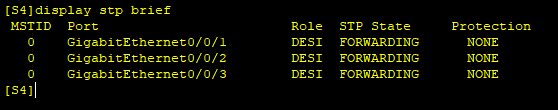 [S4]display stp brief
MSTID Port Role STP State Protection
0 GigabitEthernet0/0/1 DESI FORWARDING NONE
0 GigabitEthernet0/0/2 DESI FORWARDING NONE
0 GigabitEthernet0/0/3 DESI FORWARDING NONE
[S4]